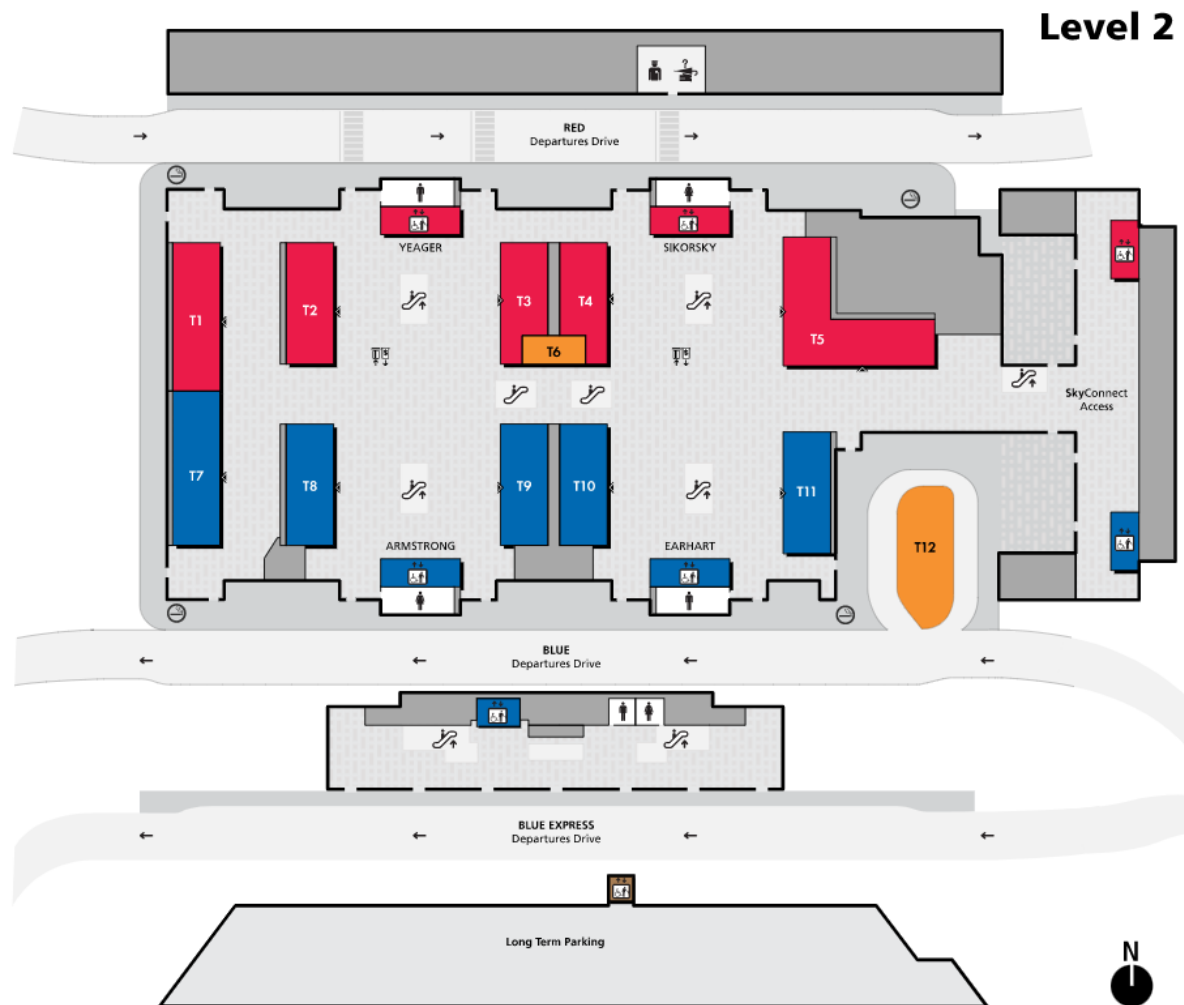 Level 2
RED
Departures Drive
YEAGER
SIKORSKY
T1
T2
T3
T4
T5
T6
SkyConnect
Access
T7
T8
T9
T10
T11
T12
ARMSTRONG
EARHART
BLUE
Departures Drive
BLUE EXPRESS
Departures Drive
Long Term Parking
N